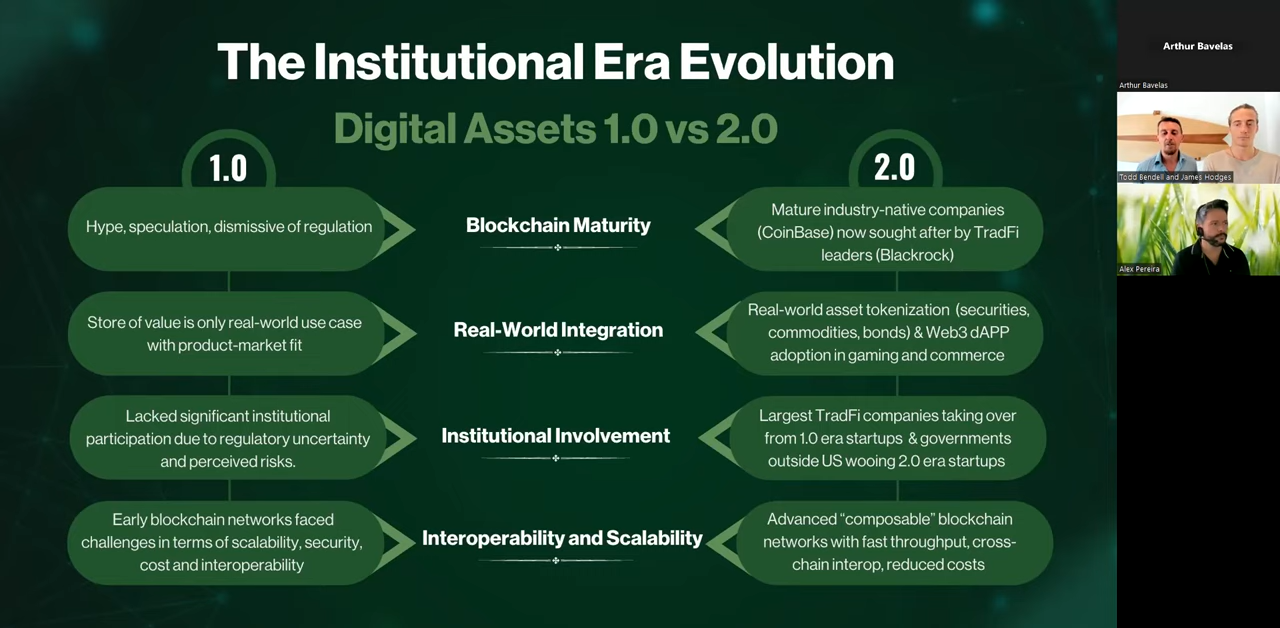 The Institutional Era Evolution
Digital Assets 1.0 vs 2.0
1.0
2.0
Hype, speculation, dismissive of regulation
Blockchain Maturity
Mature industry-native companies
(CoinBase) now sought after by TradFi
leaders (Blackrock)
Store of value is only real-world use case
with product-market fit
Real-World Integration
Real-world asset tokenization (securities,
commodities, bonds) & Web3 dAPP
adoption in gaming and commerce
Lacked significant institutional
participation due to regulatory uncertainty
and perceived risks.
Institutional Involvement
Largest TradFi companies taking over
from 1.0 era startups & governments
outside US wooing 2.0 era startups
Early blockchain networks faced
challenges in terms of scalability, security,
cost and interoperability
Interoperability and Scalability
Advanced “composable” blockchain
networks with fast throughput, cross-
chain interop, reduced costs
Arthur Bavelas
Arthur Bavelas
Todd Bendell and James Hodges
Alex Pereira